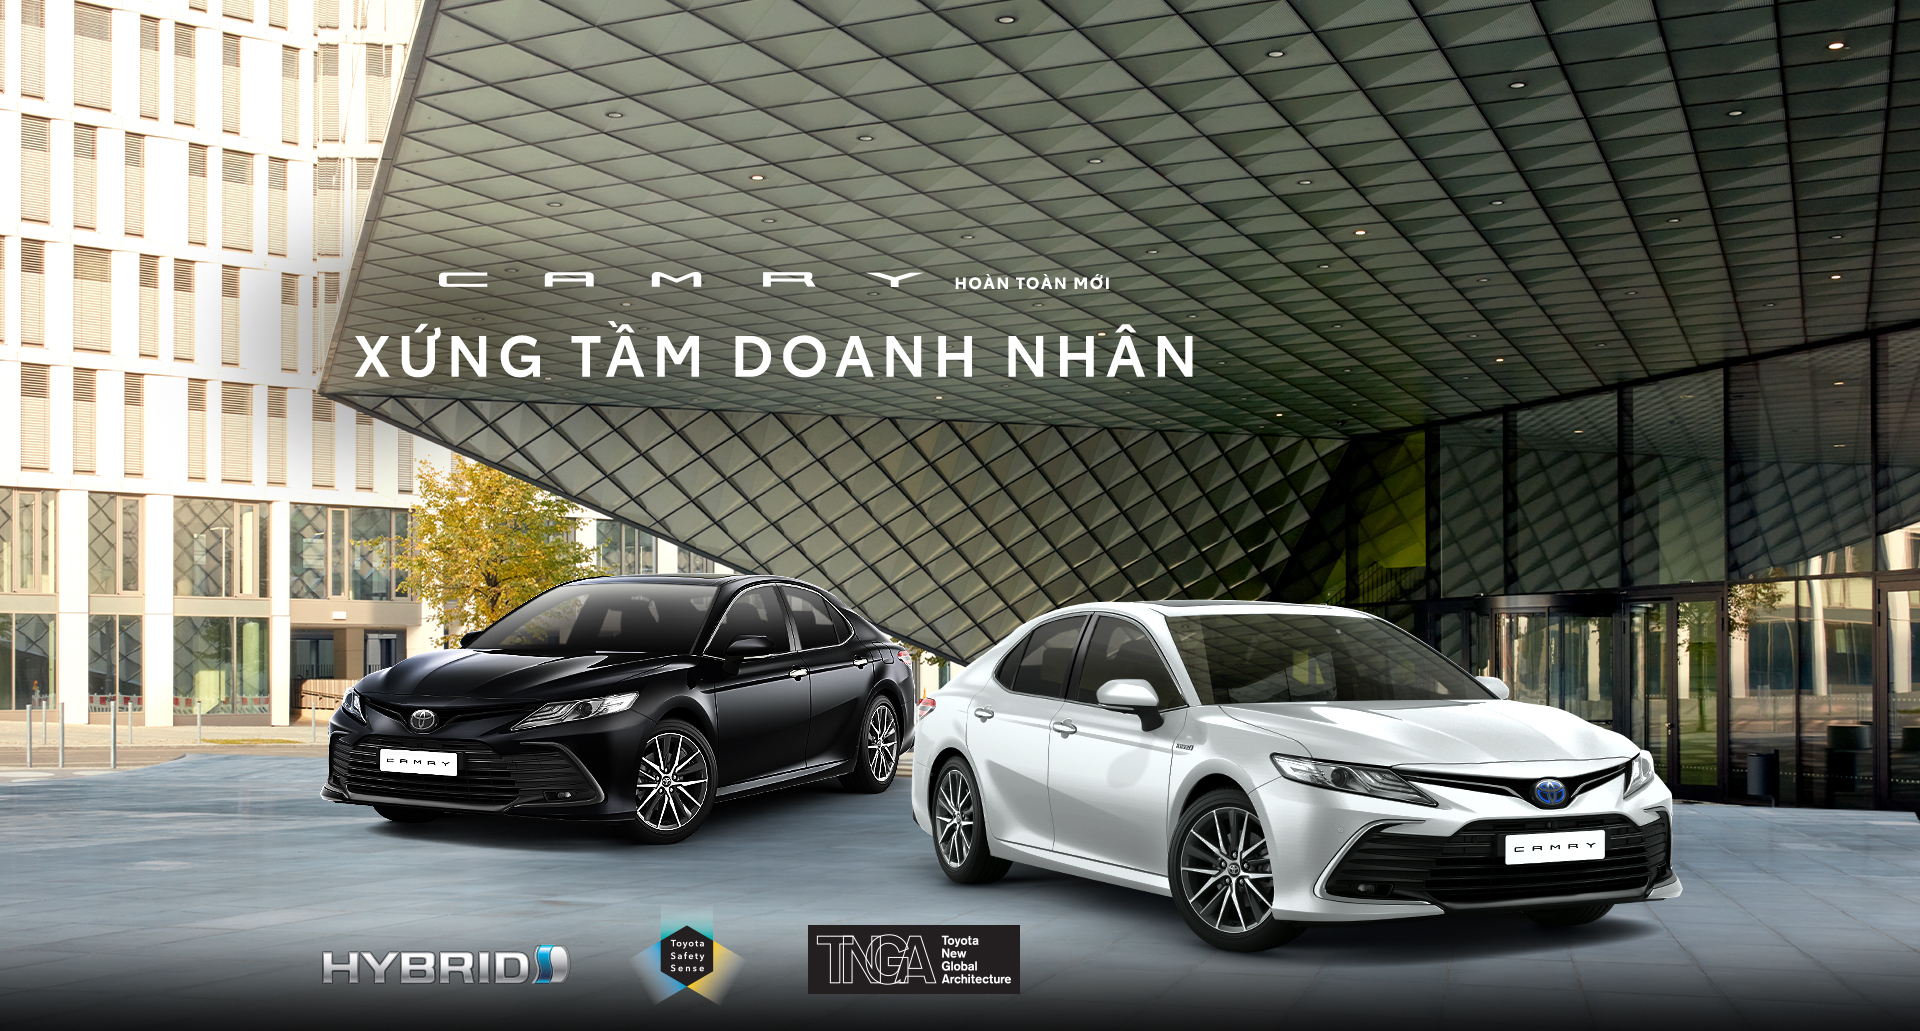 CAMRY HOÀN TOÀN MỚI
XỨNG TẦM DOANH NHÂN
CAMRY
CAMRY
HYBRID
Toyota
Safety
Sense
TNGA
Toyota
New
Global
Architecture